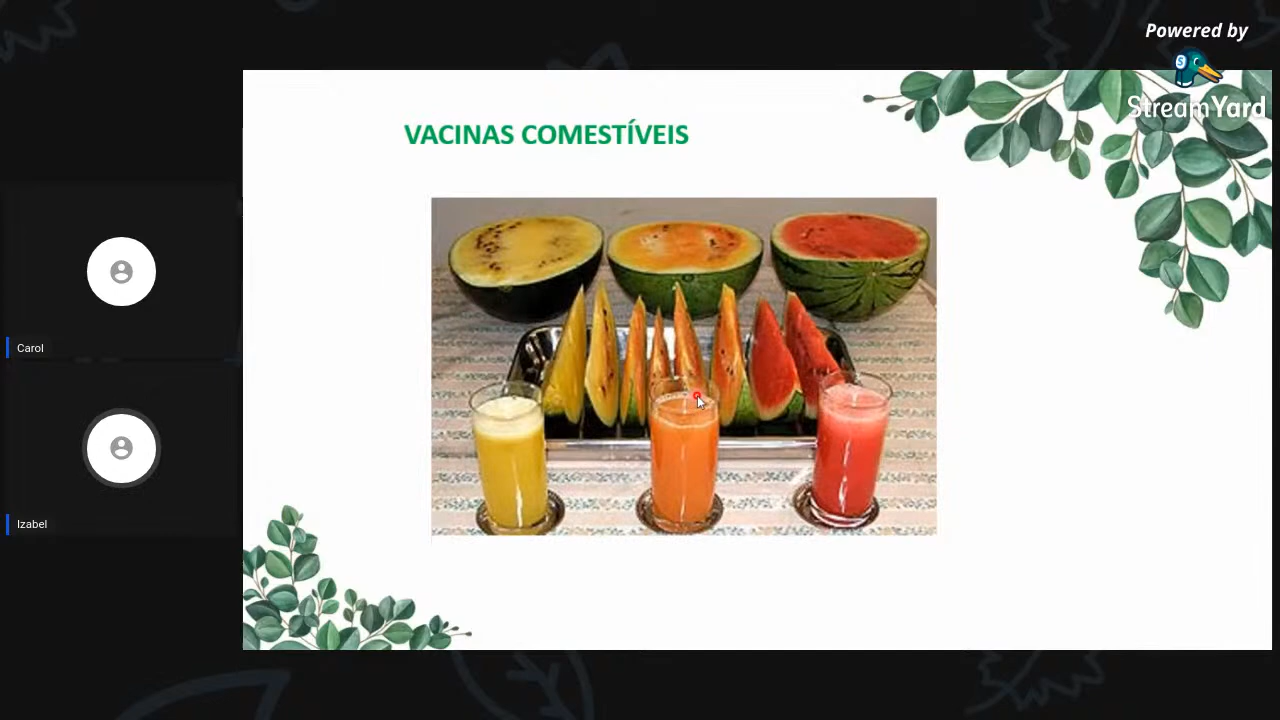 Powered by
StreamYard
VACINAS COMESTÍVEIS
Carol
Izabel